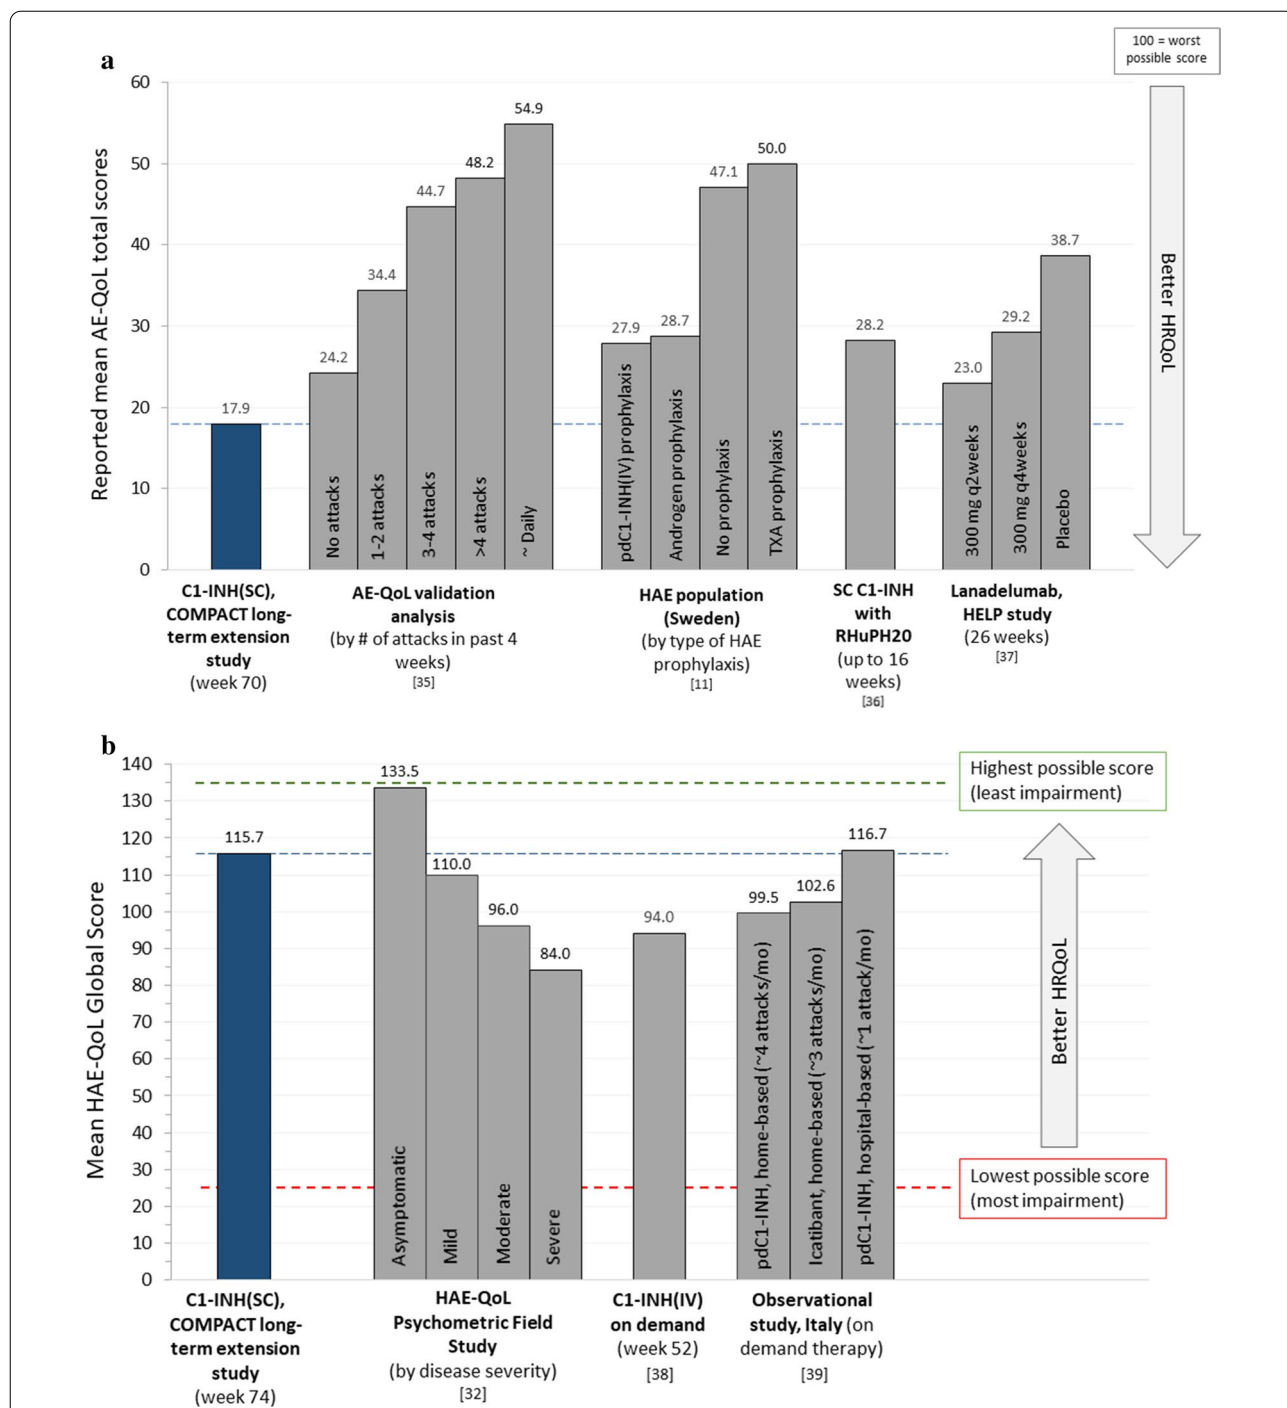 a
100 = worst
possible score
Reported mean AE-QoL total scores
60
50
40
30
20
10
0
17.9
24.2
34.4
44.7
48.2
54.9
27.9
28.7
47.1
50.0
28.2
23.0
29.2
38.7
No attacks
1-2 attacks
3-4 attacks
>4 attacks
~ Daily
pdC1-INH(IV) prophylaxis
Androgen prophylaxis
No prophylaxis
TXA prophylaxis
300 mg q2weeks
300 mg q4weeks
Placebo
Better HRQoL
C1-INH(SC),
COMPACT long-
term extension
study
(week 70)
AE-QoL validation
analysis
(by # of attacks in past 4
weeks)
[35]
HAE population
(Sweden)
(by type of HAE
prophylaxis)
[11]
SC C1-INH
with
RHuPH20
(up to 16
weeks)
[36]
Lanadelumab,
HELP study
(26 weeks)
[37]
b
Mean HAE-QoL Global Score
140
130
120
110
100
90
80
70
60
50
40
30
20
10
0
115.7
133.5
110.0
96.0
84.0
94.0
99.5
102.6
116.7
Asymptomatic
Mild
Moderate
Severe
pdC1-INH, home-based (~4 attacks/mo)
Icatibant, home-based (~3 attacks/mo)
pdC1-INH, hospital-based (~1 attack/mo)
Highest possible score
(least impairment)
Better HRQoL
Lowest possible score
(most impairment)
C1-INH(SC),
COMPACT long-
term extension
study
(week 74)
HAE-QoL
Psychometric Field
Study
(by disease severity)
[32]
C1-INH(IV)
on demand
(week 52)
[38]
Observational
study, Italy (on
demand therapy)
[39]